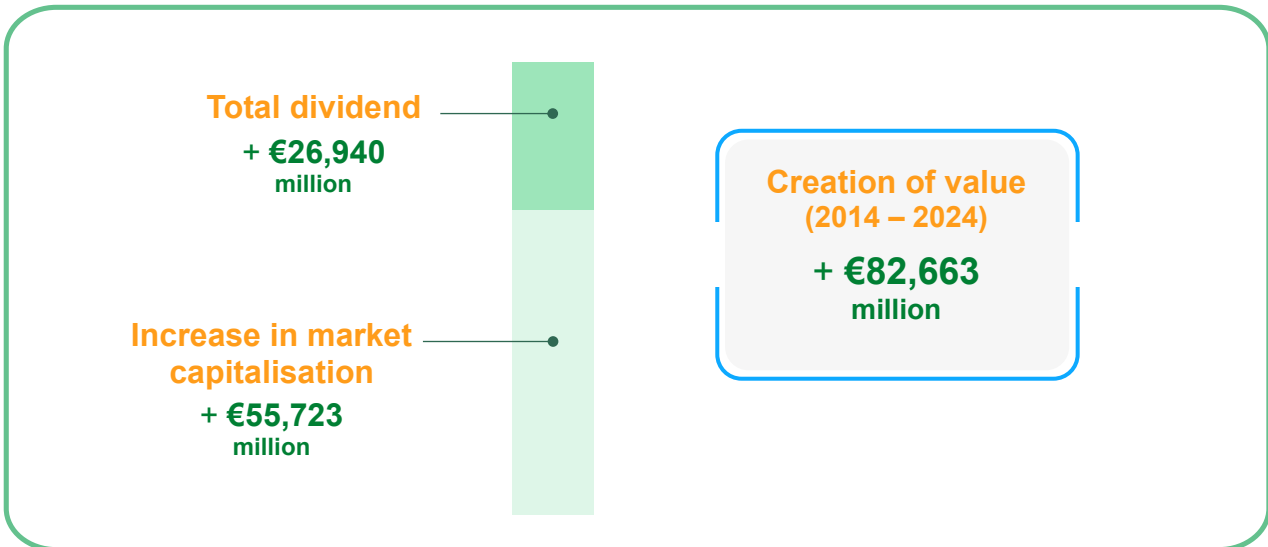 Total dividend
+ €26,940
million
Increase in market
capitalisation
+ €55,723
million
Creation of value
(2014 – 2024)
+ €82,663
million